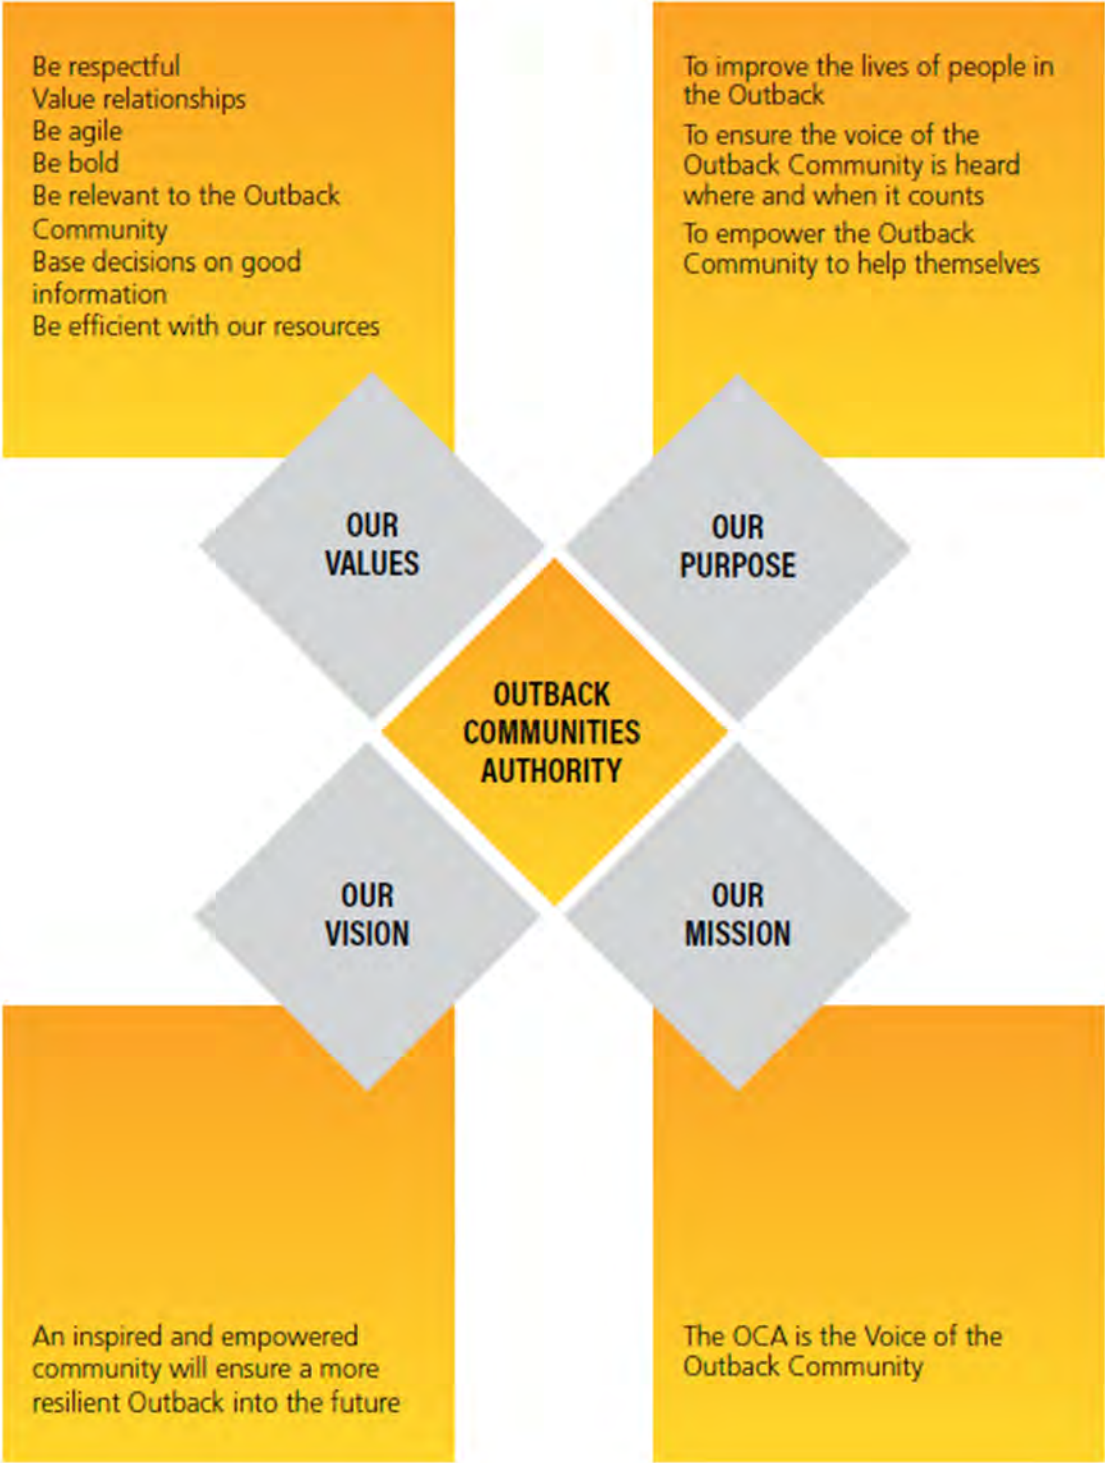 Be respectful
Value relationships
Be agile
Be bold
Be relevant to the Outback
Community
Base decisions on good
information
Be efficient with our resources
To improve the lives of people in
the Outback
To ensure the voice of the
Outback Community is heard
where and when it counts
To empower the Outback
Community to help themselves
OUR
VALUES
OUR
PURPOSE
OUTBACK
COMMUNITIES
AUTHORITY
OUR
VISION
OUR
MISSION
An inspired and empowered
community will ensure a more
resilient Outback into the future
The OCA is the Voice of the
Outback Community